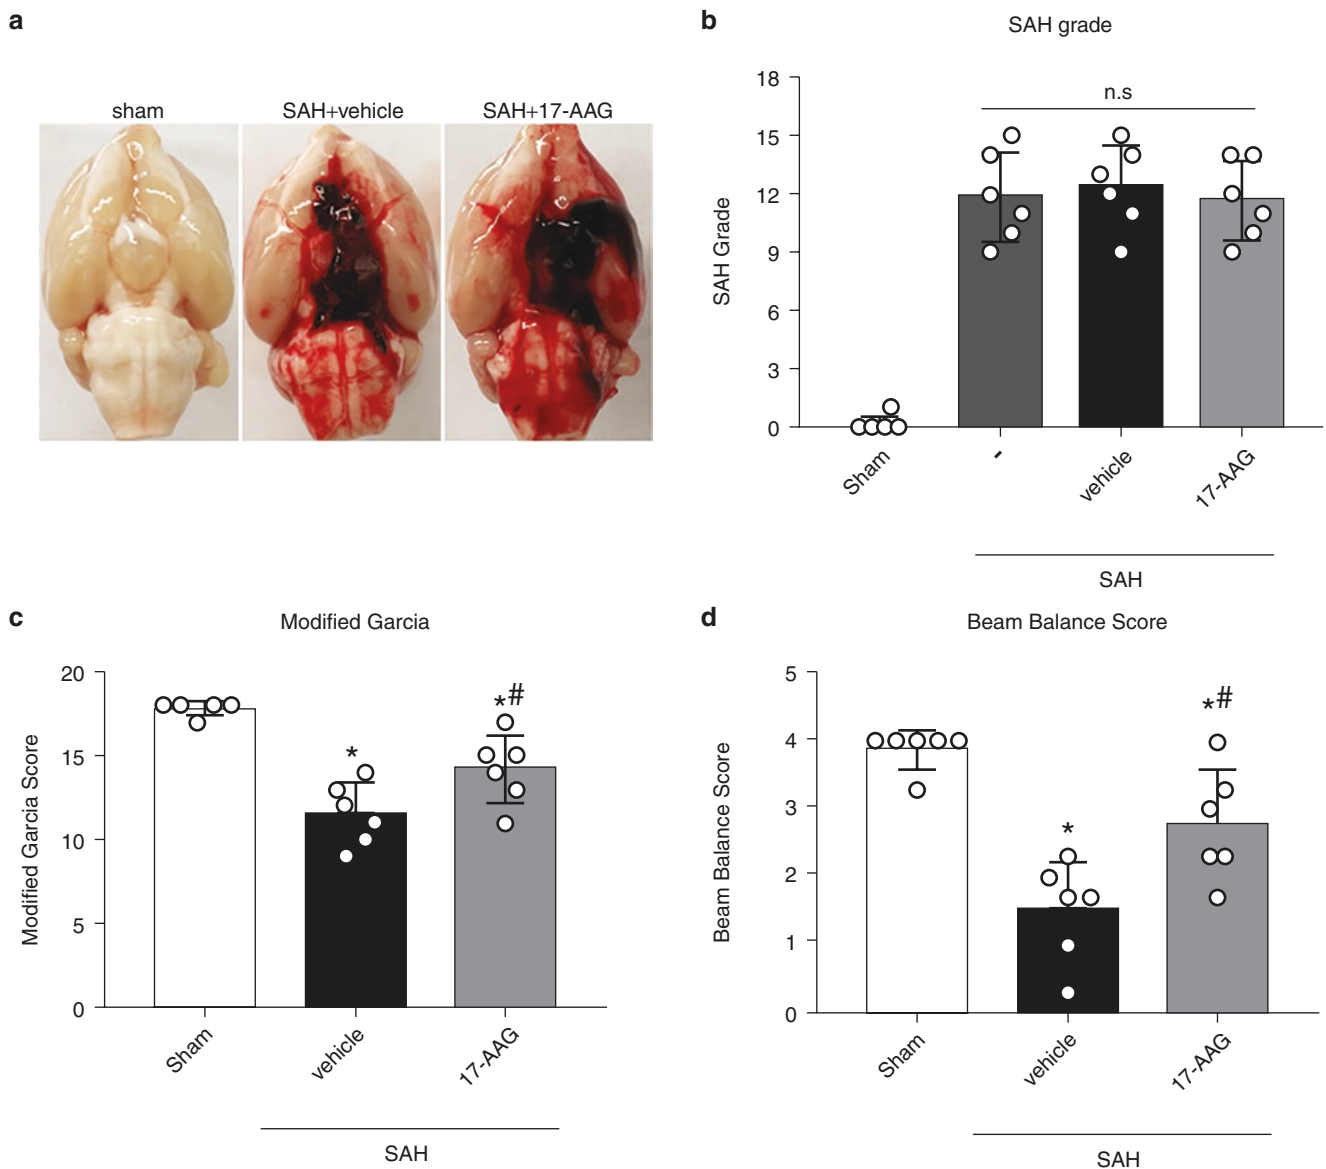 a
sham
SAH+vehicle
SAH+17-AAG
b
SAH grade
n.s
SAH Grade
18
15
12
9
6
3
0
Sham
-
vehicle
17-AAG
SAH
c
Modified Garcia
Modified Garcia Score
20
15
10
5
0
*
*#
Sham
vehicle
17-AAG
SAH
d
Beam Balance Score
Beam Balance Score
5
4
3
2
1
0
*
*#
Sham
vehicle
17-AAG
SAH